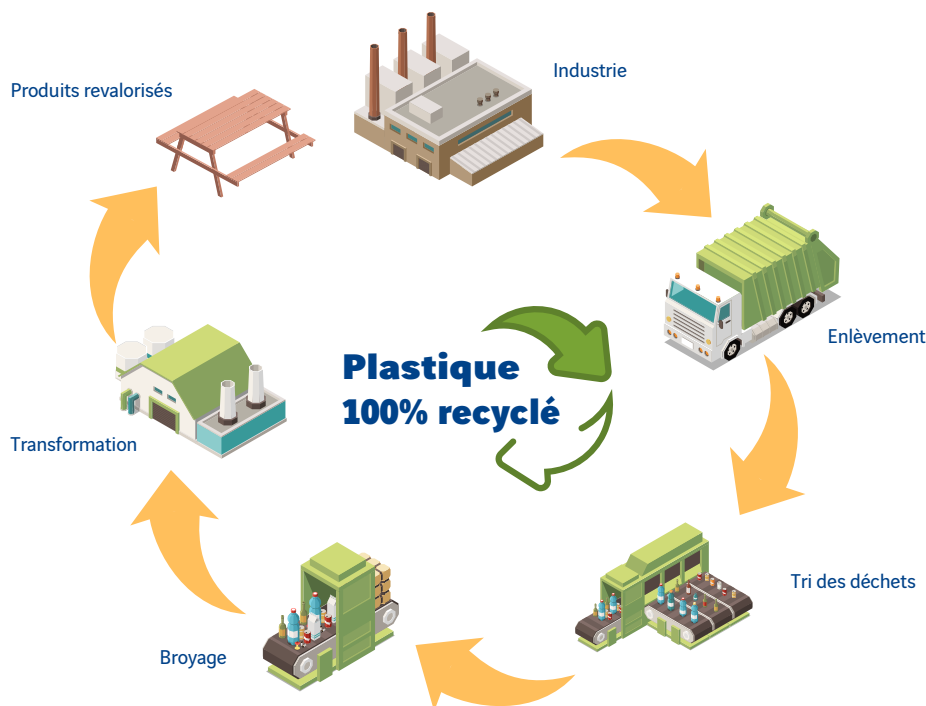 Industrie
Produits revalorisés
Enlèvement
Plastique
100% recyclé
Transformation
Tri des déchets
Broyage